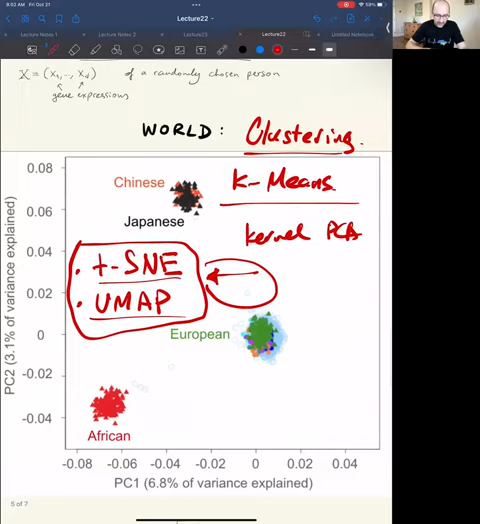 9:02 AM Fri Oct 21
59%
Lecture22
Lecture Notes 1
Lecture Notes 2
Lecture23
Lecture22
Untitled Notebook
X = (X1, .., Xd) of a randomly chosen person
gene expressions
WORLD: Clustering.
K-Means
kernel PCA
Chinese
Japanese
• t-SNE
• UMAP
European
African
PC2 (3.1% of variance explained)
0.08
0.06
0.04
0.02
0
-0.02
-0.04
-0.08 -0.06 -0.04 -0.02 0 0.02 0.04
PC1 (6.8% of variance explained)
5 of 7